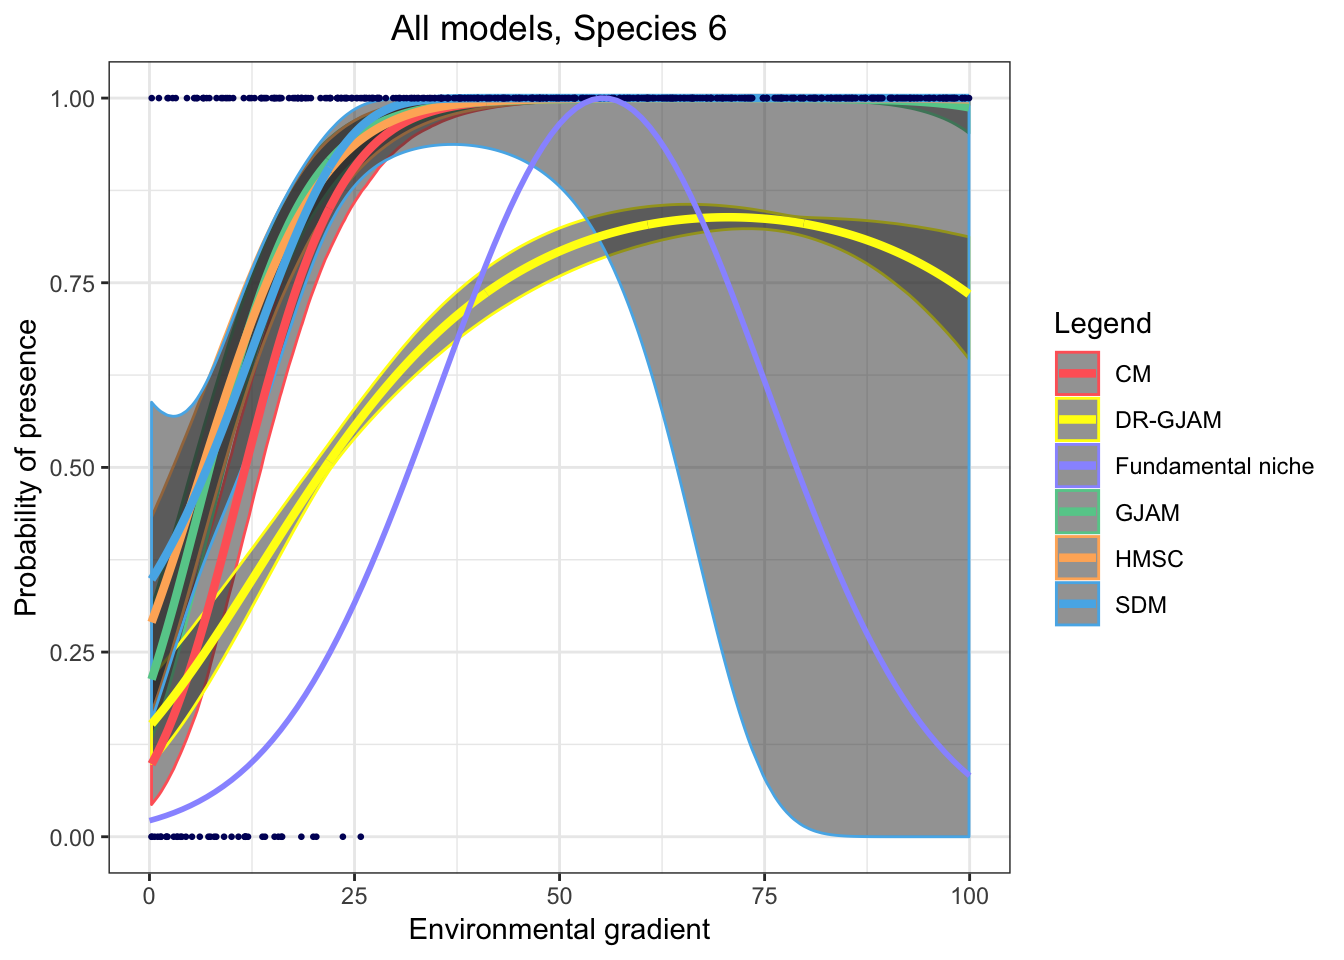 All models, Species 6
Probability of presence
1.00
0.75
0.50
0.25
0.00
0 25 50 75 100
Environmental gradient
Legend
CM
DR-GJAM
Fundamental niche
GJAM
HMSC
SDM